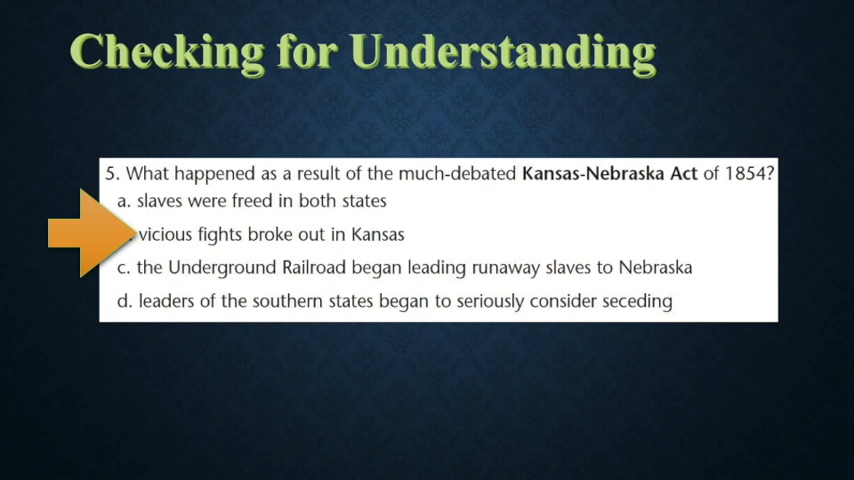 Checking for Understanding
5. What happened as a result of the much-debated Kansas-Nebraska Act of 1854?
a. slaves were freed in both states
vicious fights broke out in Kansas
c. the Underground Railroad began leading runaway slaves to Nebraska
d. leaders of the southern states began to seriously consider seceding